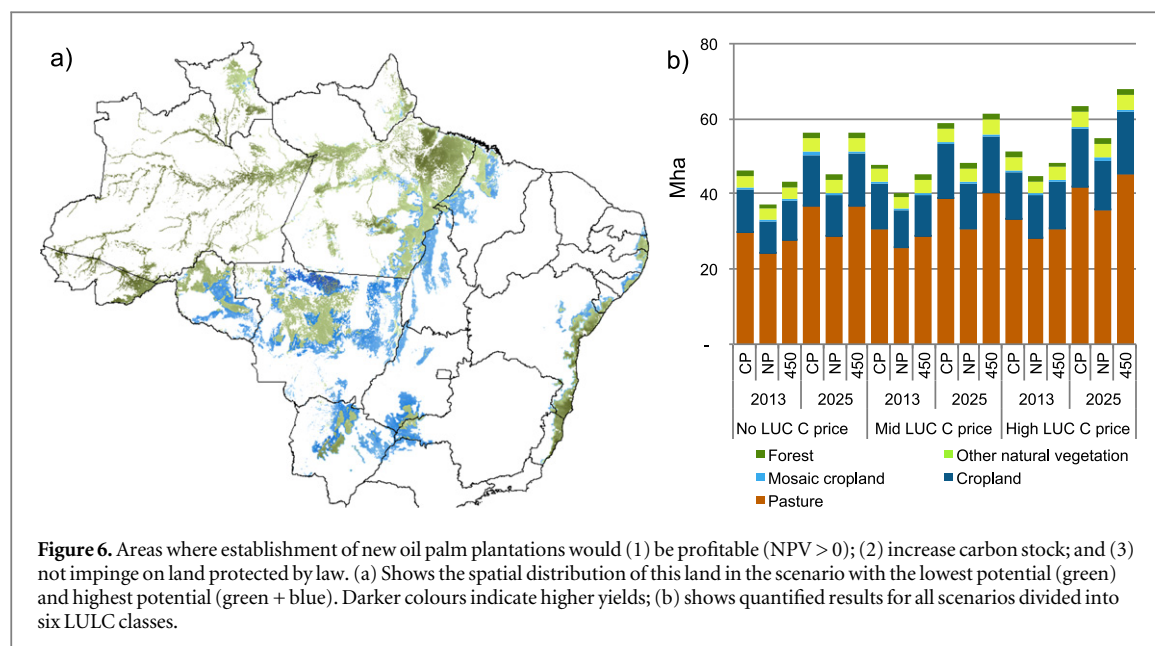 a)
b)
80
60
40
20
-
Mha
CP NP 450 CP NP 450 CP NP 450 CP NP 450 CP NP 450 CP NP 450
2013 2025 2013 2025 2013 2025
No LUC C price Mid LUC C price High LUC C price
Forest Other natural vegetation
Mosaic cropland Cropland
Pasture
Figure 6. Areas where establishment of new oil palm plantations would (1) be profitable (NPV > 0); (2) increase carbon stock; and (3)
not impinge on land protected by law. (a) Shows the spatial distribution of this land in the scenario with the lowest potential (green)
and highest potential (green + blue). Darker colours indicate higher yields; (b) shows quantified results for all scenarios divided into
six LULC classes.